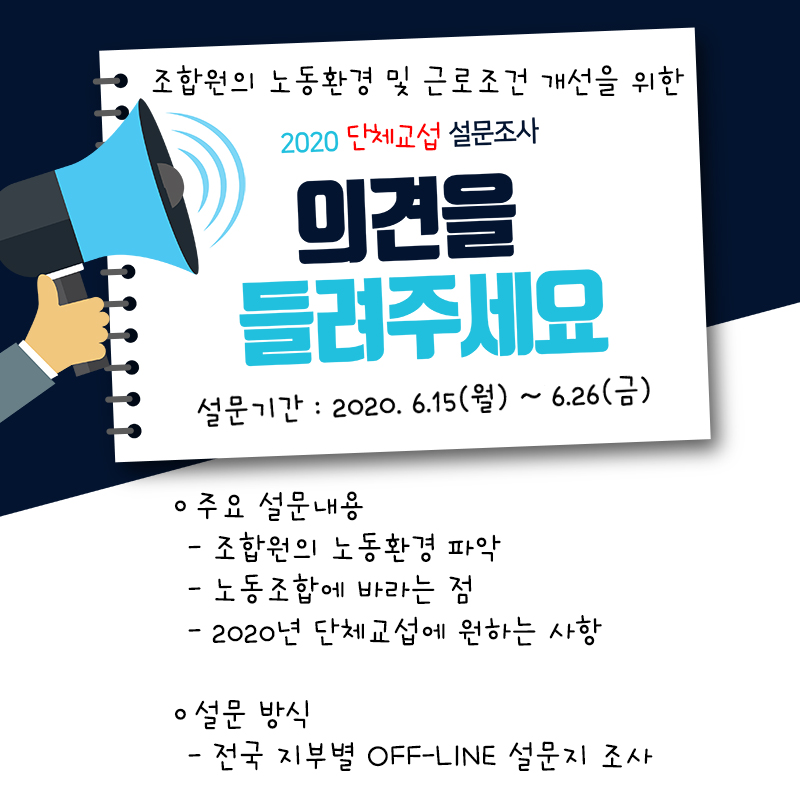 조합원의 노동환경 및 근로조건 개선을 위한
2020 단체교섭 설문조사
의견을
들려주세요
설문기간 : 2020. 6.15(월) ~ 6.26(금)
o 주요 설문내용
- 조합원의 노동환경 파악
- 노동조합에 바라는 점
- 2020년 단체교섭에 원하는 사항
o 설문 방식
- 전국 지부별 OFF-LINE 설문지 조사